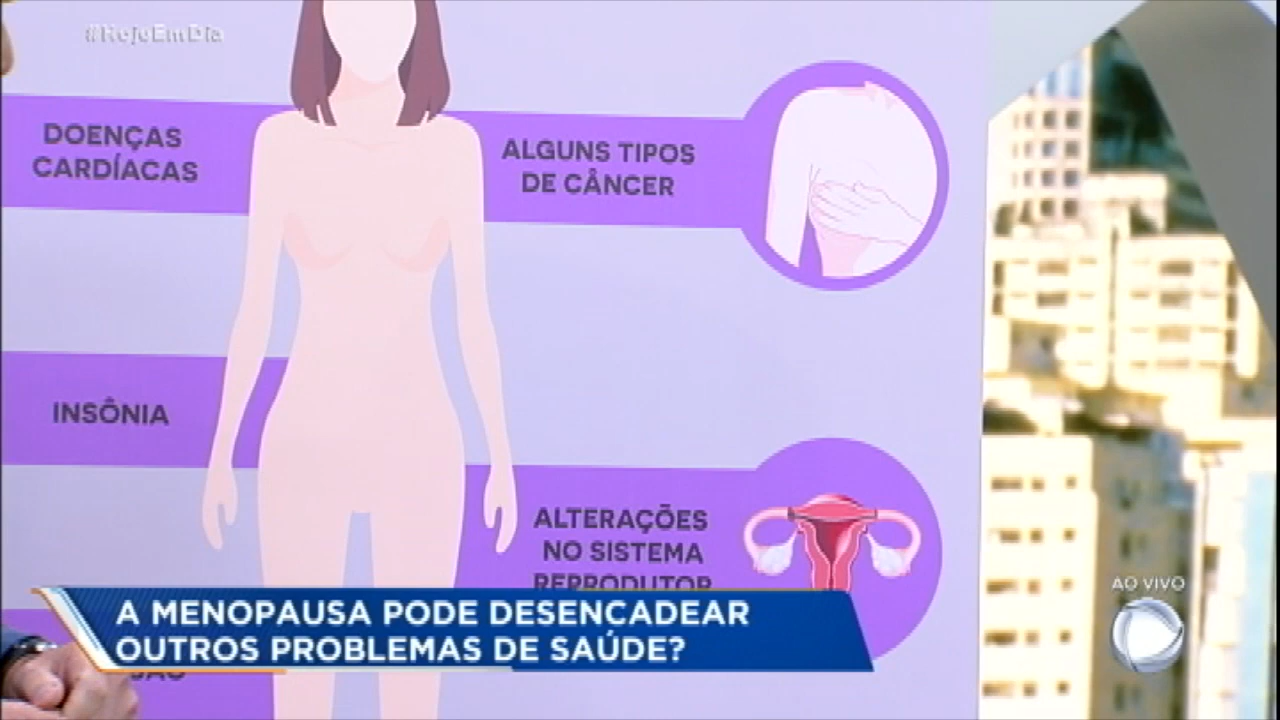 #HojeEmDia
DOENÇAS
CARDÍACAS
ALGUNS TIPOS
DE CÂNCER
INSÔNIA
ALTERAÇÕES
NO SISTEMA
REPRODUTOR
A MENOPAUSA PODE DESENCADEAR
OUTROS PROBLEMAS DE SAÚDE?
AO VIVO